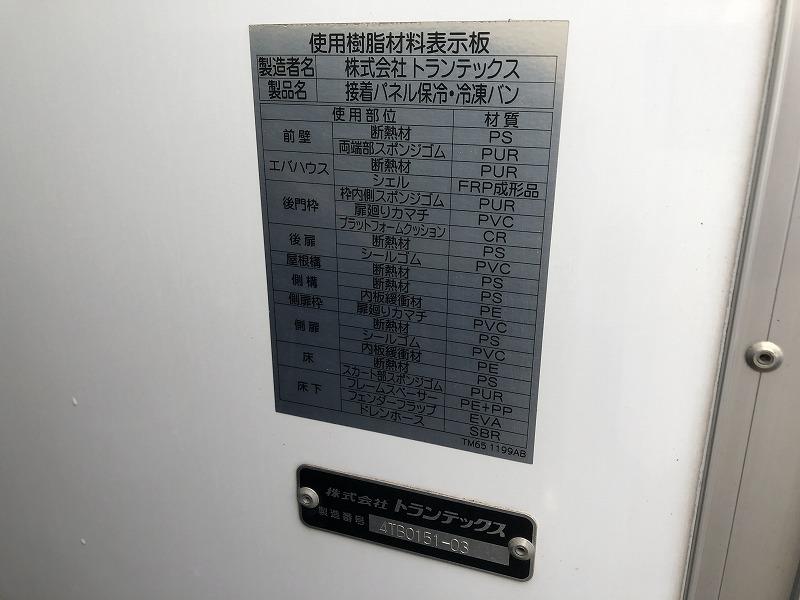 使用樹脂材料表示板
製造者名 株式会社 トランテックス
製品名 接着パネル保冷・冷凍バン
使用部位 材質
前壁 断熱材 PS
両端部スポンジゴム PUR
エバハウス 断熱材 PUR
シェル FRP成形品
後門枠 枠内側スポンジゴム PUR
扉廻りカマチ PVC
プラットフォームクッション CR
後扉 断熱材 PS
シールゴム PVC
屋根構 断熱材 PS
側構 断熱材 PS
内板緩衝材 PE
側扉枠 扉廻りカマチ PVC
側扉 断熱材 PS
シールゴム PVC
内板緩衝材 PE
床 断熱材 PS
床下 スカート部スポンジゴム PUR
フレームスペーサー PE+PP
フェンダーフラップ EVA
ドレンホース SBR
TM65 1199AB
株式会社 トランテックス
製造番号 4TB0151-03